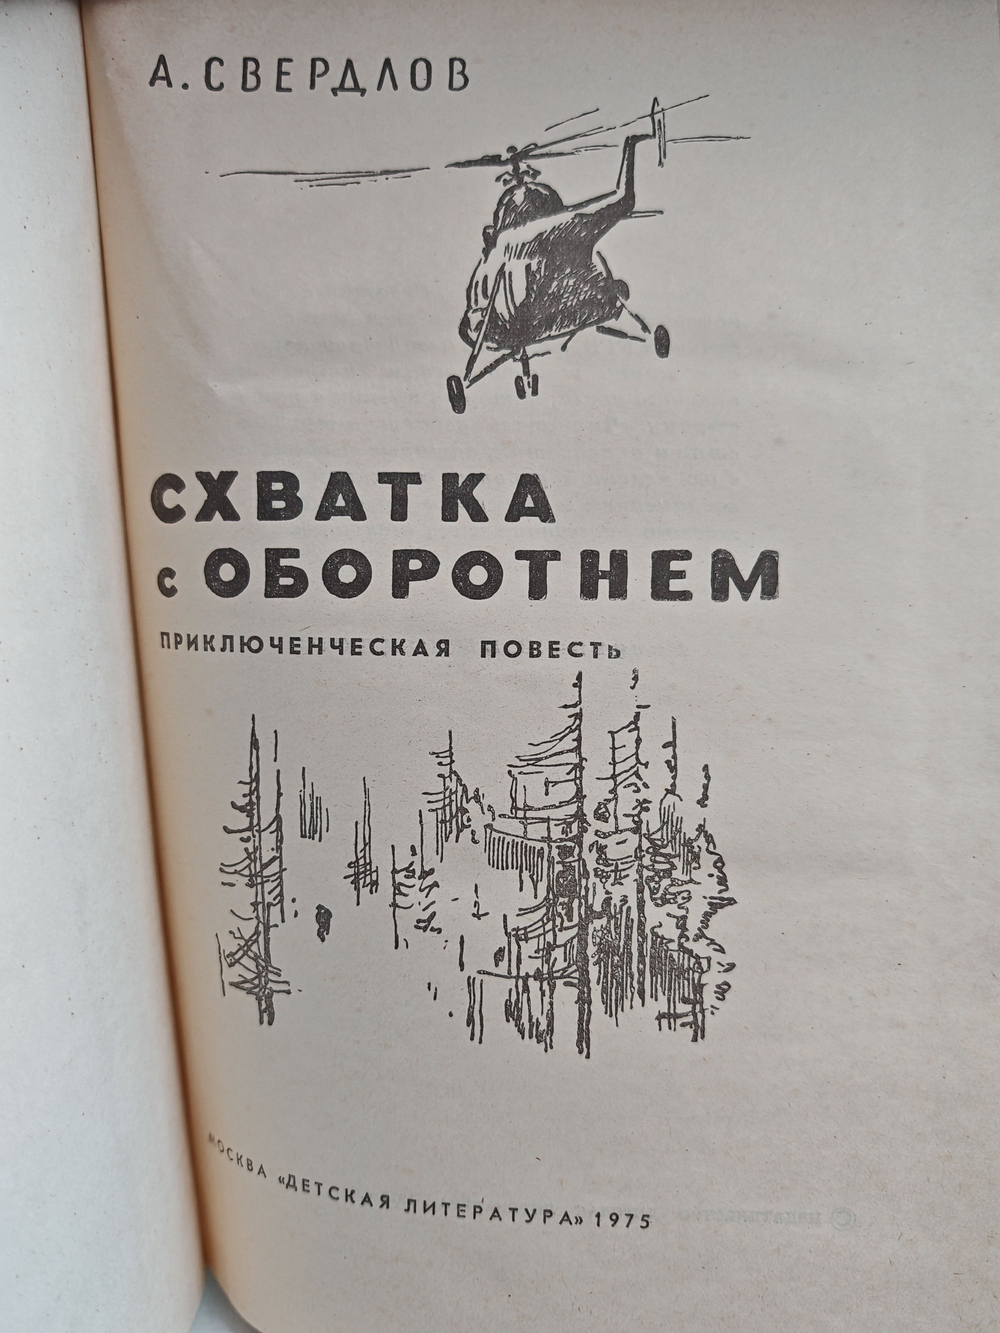 А. СВЕРДЛОВ
СХВАТКА
с ОБОРОТНЕМ
ПРИКЛЮЧЕНЧЕСКАЯ ПОВЕСТЬ
МОСКВА «ДЕТСКАЯ ЛИТЕРАТУРА» 1975